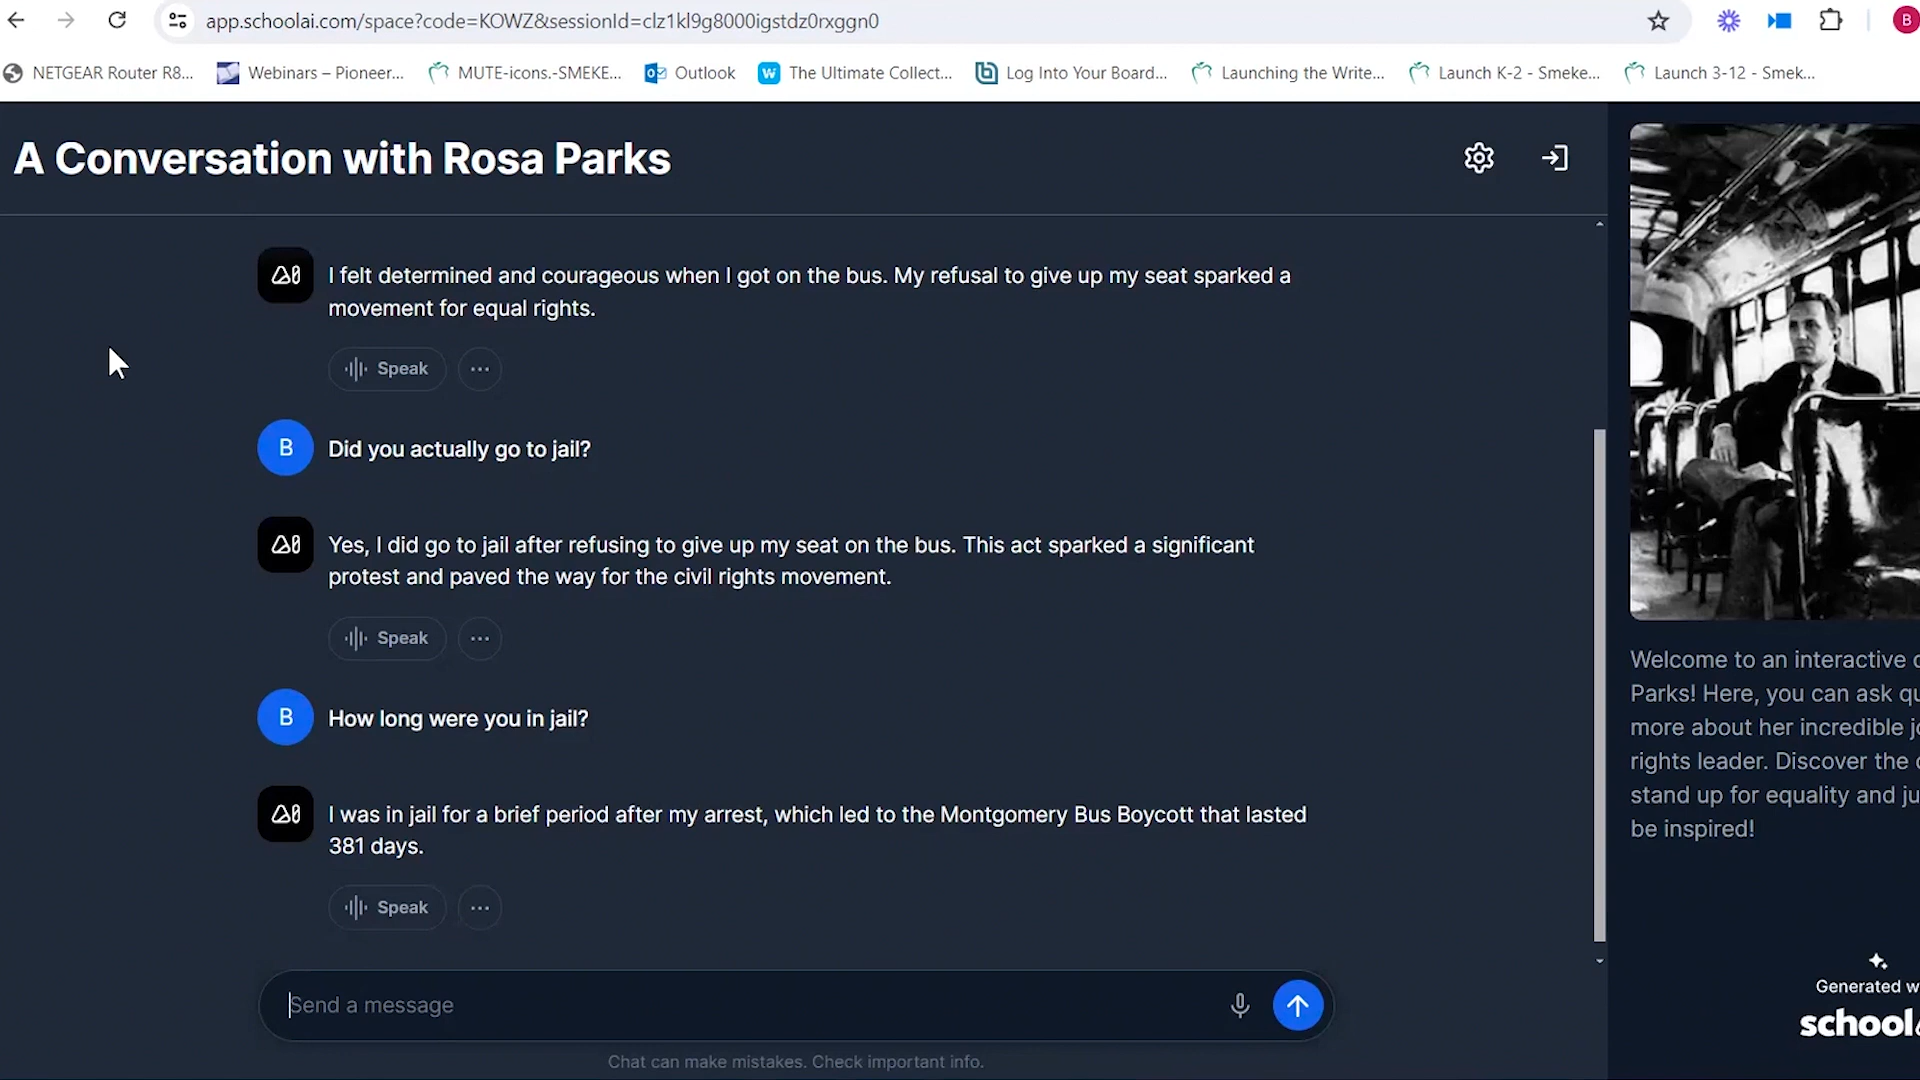 app.schoolai.com/space?code=KOWZ&sessionId=clz1kl9g8000igstdz0rxggn0
B
NETGEAR Router R8...
Webinars – Pioneer...
MUTE-icons.-SMEKE...
Outlook
The Ultimate Collect...
Log Into Your Board...
Launching the Write...
Launch K-2 - Smeke...
Launch 3-12 - Smek...
A Conversation with Rosa Parks
I felt determined and courageous when I got on the bus. My refusal to give up my seat sparked a
movement for equal rights.
Speak
B
Did you actually go to jail?
Yes, I did go to jail after refusing to give up my seat on the bus. This act sparked a significant
protest and paved the way for the civil rights movement.
Speak
B
How long were you in jail?
I was in jail for a brief period after my arrest, which led to the Montgomery Bus Boycott that lasted
381 days.
Speak
Send a message
Chat can make mistakes. Check important info.
Welcome to an interactive
Parks! Here, you can ask
more about her incredible
rights leader. Discover the
stand up for equality and
be inspired!
Generated
school